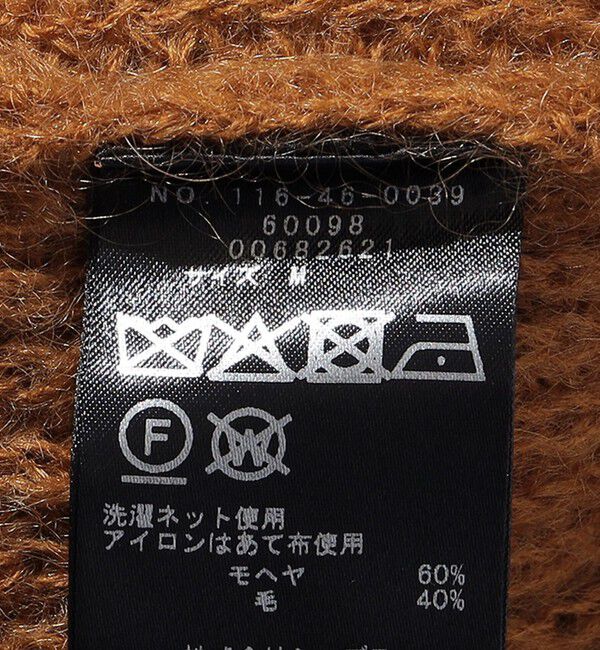 NO. 116-46-0039
60098
00682621
サイズ M
F W
洗濯ネット使用
アイロンはあて布使用
モヘヤ 60%
毛 40%